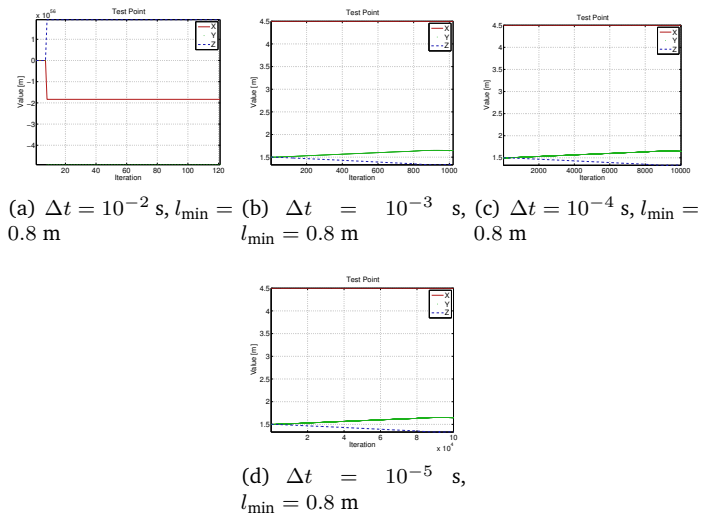 Test Point
x 10^56
0
−2
−4
Value [m]
20 40 60 80 100 120
Iteration
X
Y
Z
Test Point
4.5
4
3.5
3
2.5
2
1.5
Value [m]
200 400 600 800 1000
Iteration
X
Y
Z
Test Point
4.5
4
3.5
3
2.5
2
1.5
Value [m]
2000 4000 6000 8000 10000
Iteration
X
Y
Z
(a) Δt = 10^−2 s, l_min =
0.8 m
(b) Δt = 10^−3 s,
l_min = 0.8 m
(c) Δt = 10^−4 s, l_min =
0.8 m
Test Point
4.5
4
3.5
3
2.5
2
1.5
Value [m]
2 4 6 8 10
x 10^4
Iteration
X
Y
Z
(d) Δt = 10^−5 s,
l_min = 0.8 m